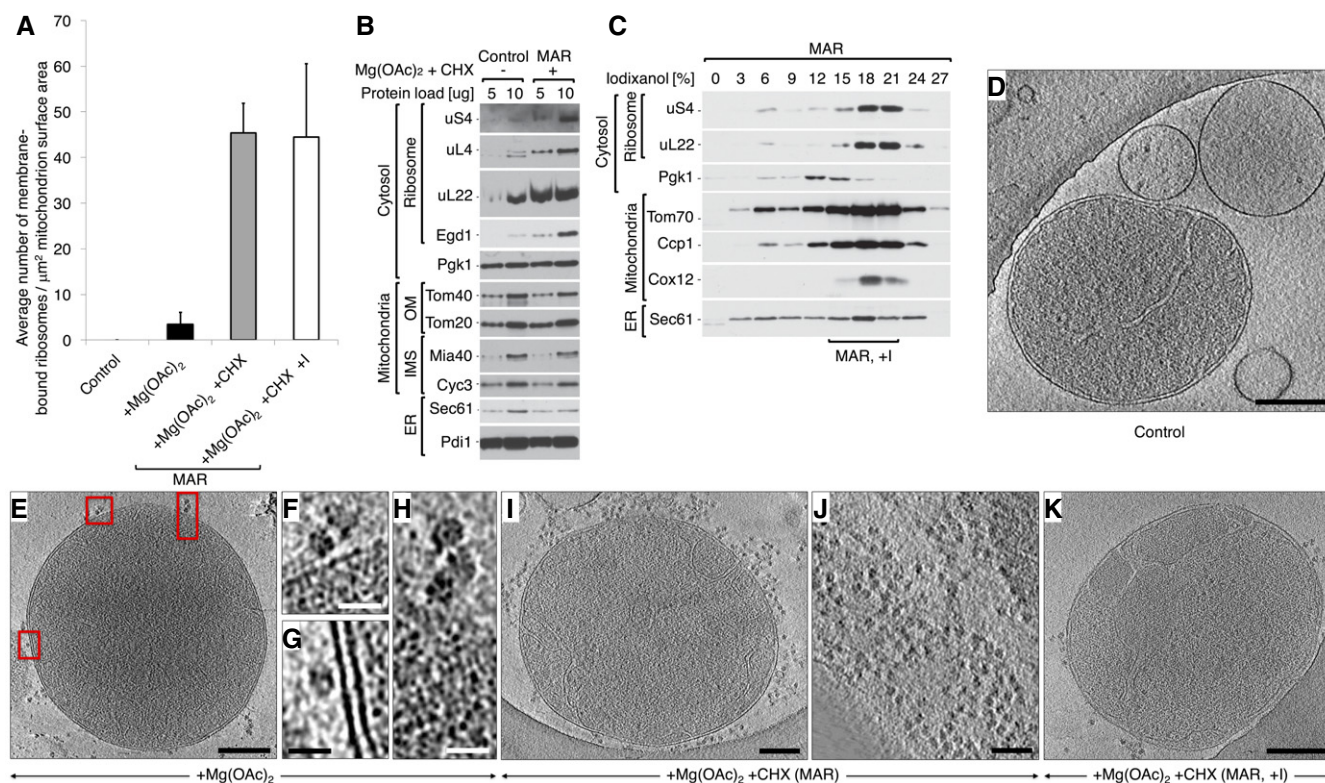 A
Average number of membrane-
bound ribosomes / µm² mitochondrion surface area
70
60
50
40
30
20
10
0
Control
+Mg(OAc)₂
+Mg(OAc)₂ +CHX
+Mg(OAc)₂ +CHX +I
MAR
B
Control MAR
Mg(OAc)₂ + CHX - +
Protein load [ug] 5 10 5 10
Cytosol
Ribosome
uS4
uL4
uL22
Egd1
Pgk1
Mitochondria
OM
Tom40
Tom20
IMS
Mia40
Cyc3
ER
Sec61
Pdi1
C
MAR
Iodixanol [%] 0 3 6 9 12 15 18 21 24 27
Cytosol
Ribosome
uS4
uL22
Pgk1
Mitochondria
Tom70
Ccp1
Cox12
ER
Sec61
MAR, +I
D
Control
E
F
G
H
I
J
K
+Mg(OAc)₂
+Mg(OAc)₂ +CHX (MAR)
+Mg(OAc)₂ +CHX (MAR, +I)